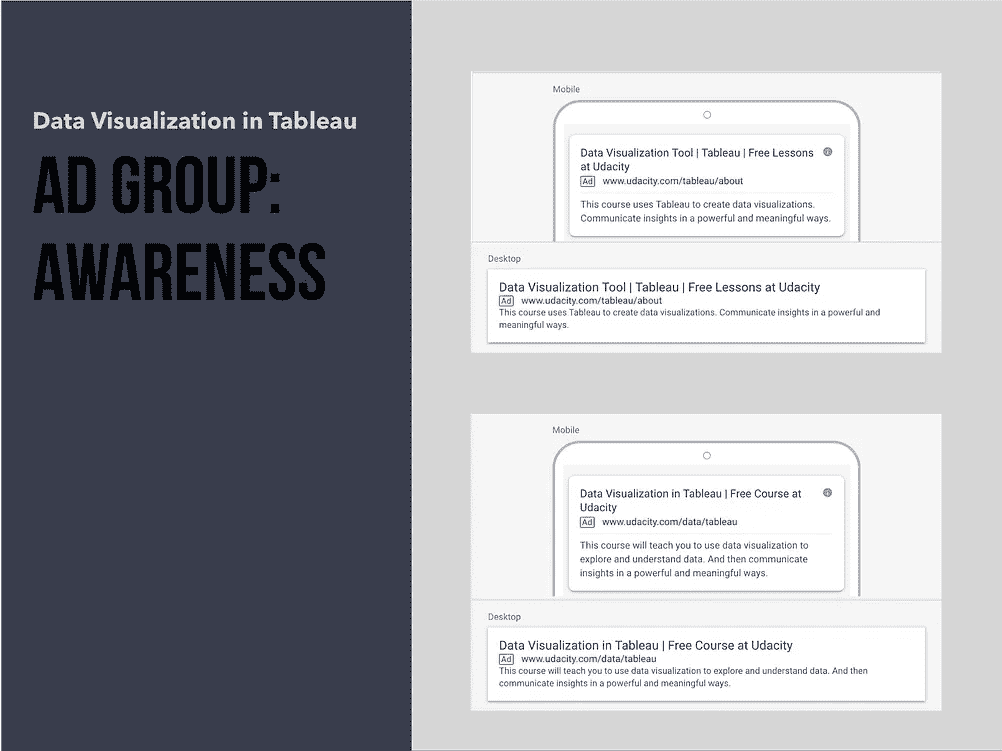 Data Visualization in Tableau
AD GROUP:
AWARENESS
Mobile
Data Visualization Tool | Tableau | Free Lessons
at Udacity
Ad www.udacity.com/tableau/about
This course uses Tableau to create data visualizations.
Communicate insights in a powerful and meaningful ways.
Desktop
Data Visualization Tool | Tableau | Free Lessons at Udacity
Ad www.udacity.com/tableau/about
This course uses Tableau to create data visualizations. Communicate insights in a powerful and
meaningful ways.
Mobile
Data Visualization in Tableau | Free Course at
Udacity
Ad www.udacity.com/data/tableau
This course will teach you to use data visualization to
explore and understand data. And then communicate
insights in a powerful and meaningful ways.
Desktop
Data Visualization in Tableau | Free Course at Udacity
Ad www.udacity.com/data/tableau
This course will teach you to use data visualization to explore and understand data. And then
communicate insights in a powerful and meaningful ways.